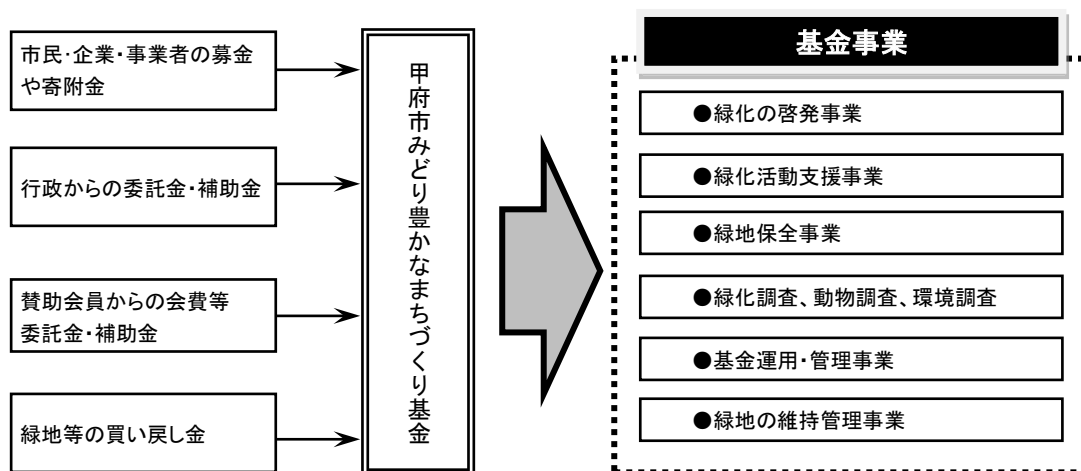 市民・企業・事業者の募金
や寄附金
行政からの委託金・補助金
賛助会員からの会費等
委託金・補助金
緑地等の買い戻し金
甲府市みどり豊かなまちづくり基金
基金事業
●緑化の啓発事業
●緑化活動支援事業
●緑地保全事業
●緑化調査、動物調査、環境調査
●基金運用・管理事業
●緑地の維持管理事業